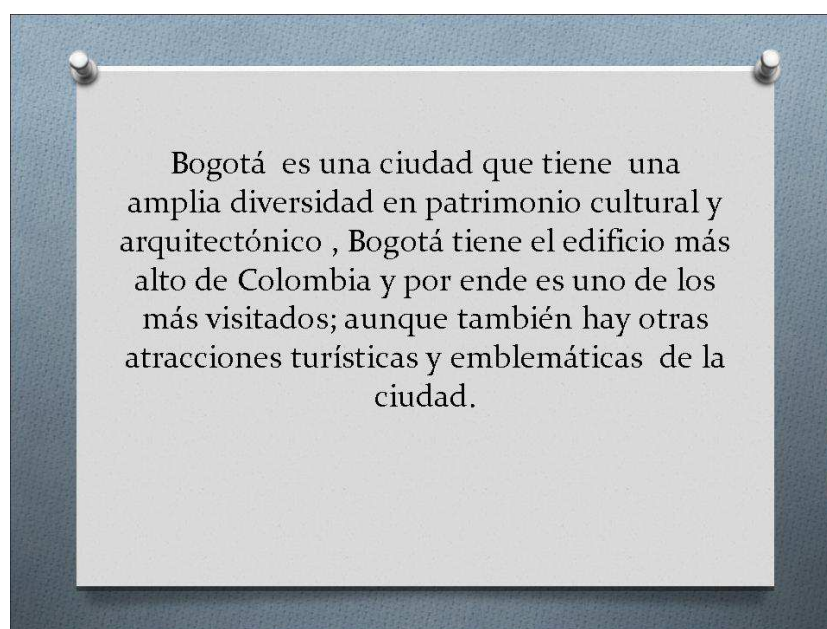 Bogotá es una ciudad que tiene una
amplia diversidad en patrimonio cultural y
arquitectónico , Bogotá tiene el edificio más
alto de Colombia y por ende es uno de los
más visitados; aunque también hay otras
atracciones turísticas y emblemáticas de la
ciudad.